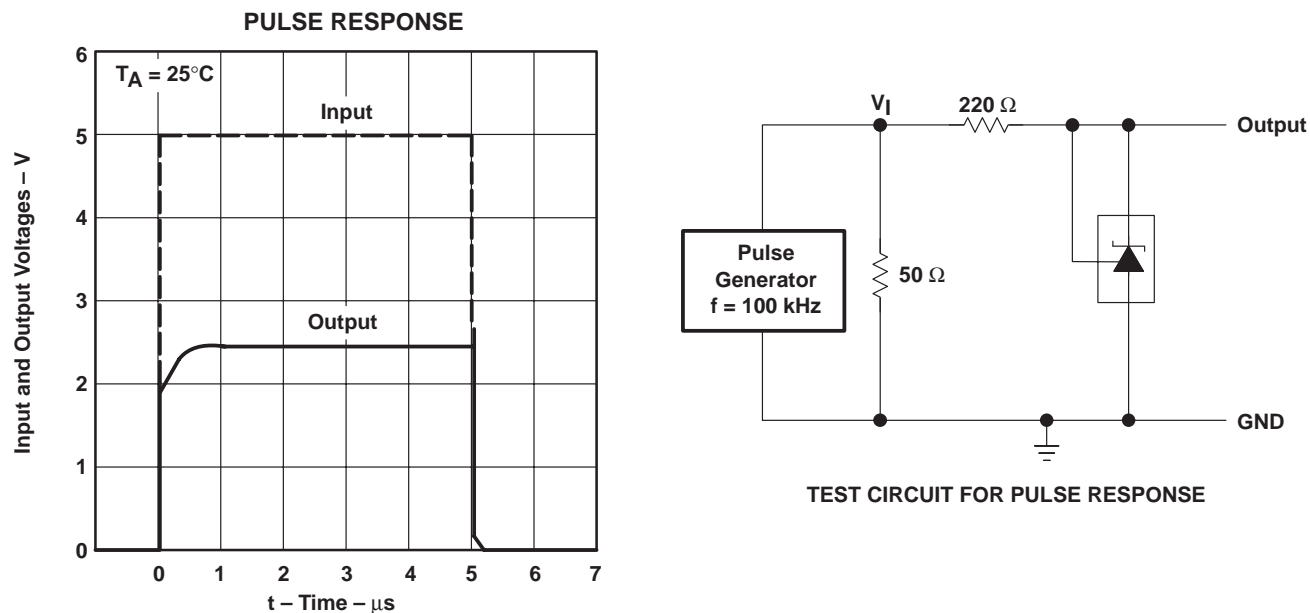 PULSE RESPONSE
Input and Output Voltages – V
6
5
4
3
2
1
0
T_A = 25°C
Input
Output
0 1 2 3 4 5 6 7
t – Time – μs
V_I
220 Ω
Output
Pulse
Generator
f = 100 kHz
50 Ω
GND
TEST CIRCUIT FOR PULSE RESPONSE